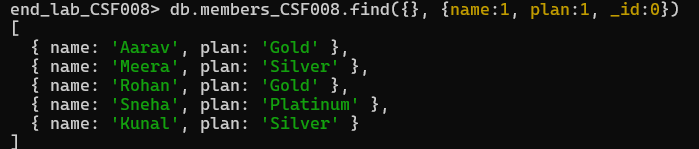 end_lab_CSF008> db.members_CSF008.find({}, {name:1, plan:1, _id:0})
[
  { name: 'Aarav', plan: 'Gold' },
  { name: 'Meera', plan: 'Silver' },
  { name: 'Rohan', plan: 'Gold' },
  { name: 'Sneha', plan: 'Platinum' },
  { name: 'Kunal', plan: 'Silver' }
]